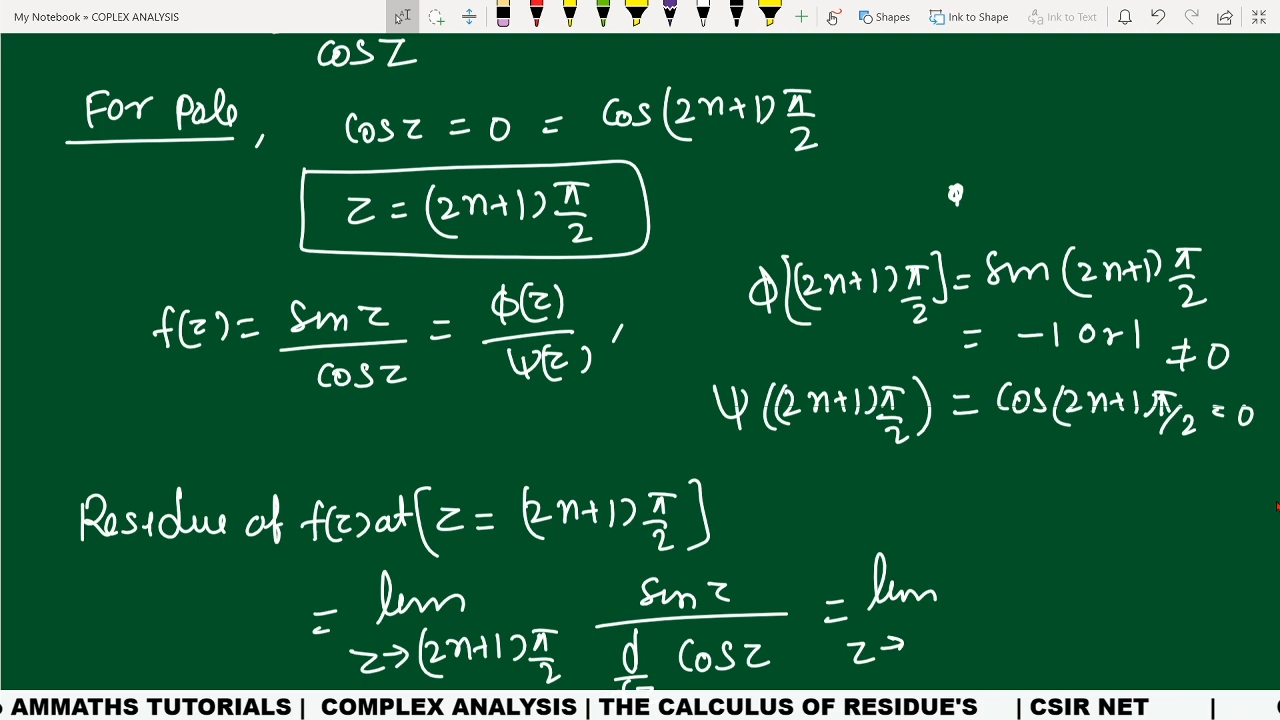 My Notebook » COPLEX ANALYSIS
Shapes
Ink to Shape
Ink to Text
cos z
For Pole, cos z = 0 = cos(2n+1)π/2
z = (2n+1)π/2
f(z) = sin z / cos z = φ(z) / ψ(z),
φ[(2n+1)π/2] = sin(2n+1)π/2
= -1 or 1 ≠ 0
ψ((2n+1)π/2) = cos(2n+1)π/2 = 0
Residue of f(z) at [z = (2n+1)π/2]
= lim z→(2n+1)π/2 sin z / d cos z = lim z→
AMMATHS TUTORIALS | COMPLEX ANALYSIS | THE CALCULUS OF RESIDUE'S | CSIR NET |